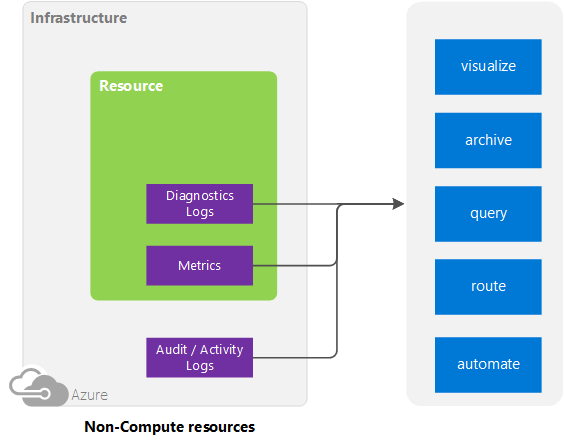 Infrastructure
Resource
Diagnostics
Logs
Metrics
Audit / Activity
Logs
Azure
Non-Compute resources
visualize
archive
query
route
automate